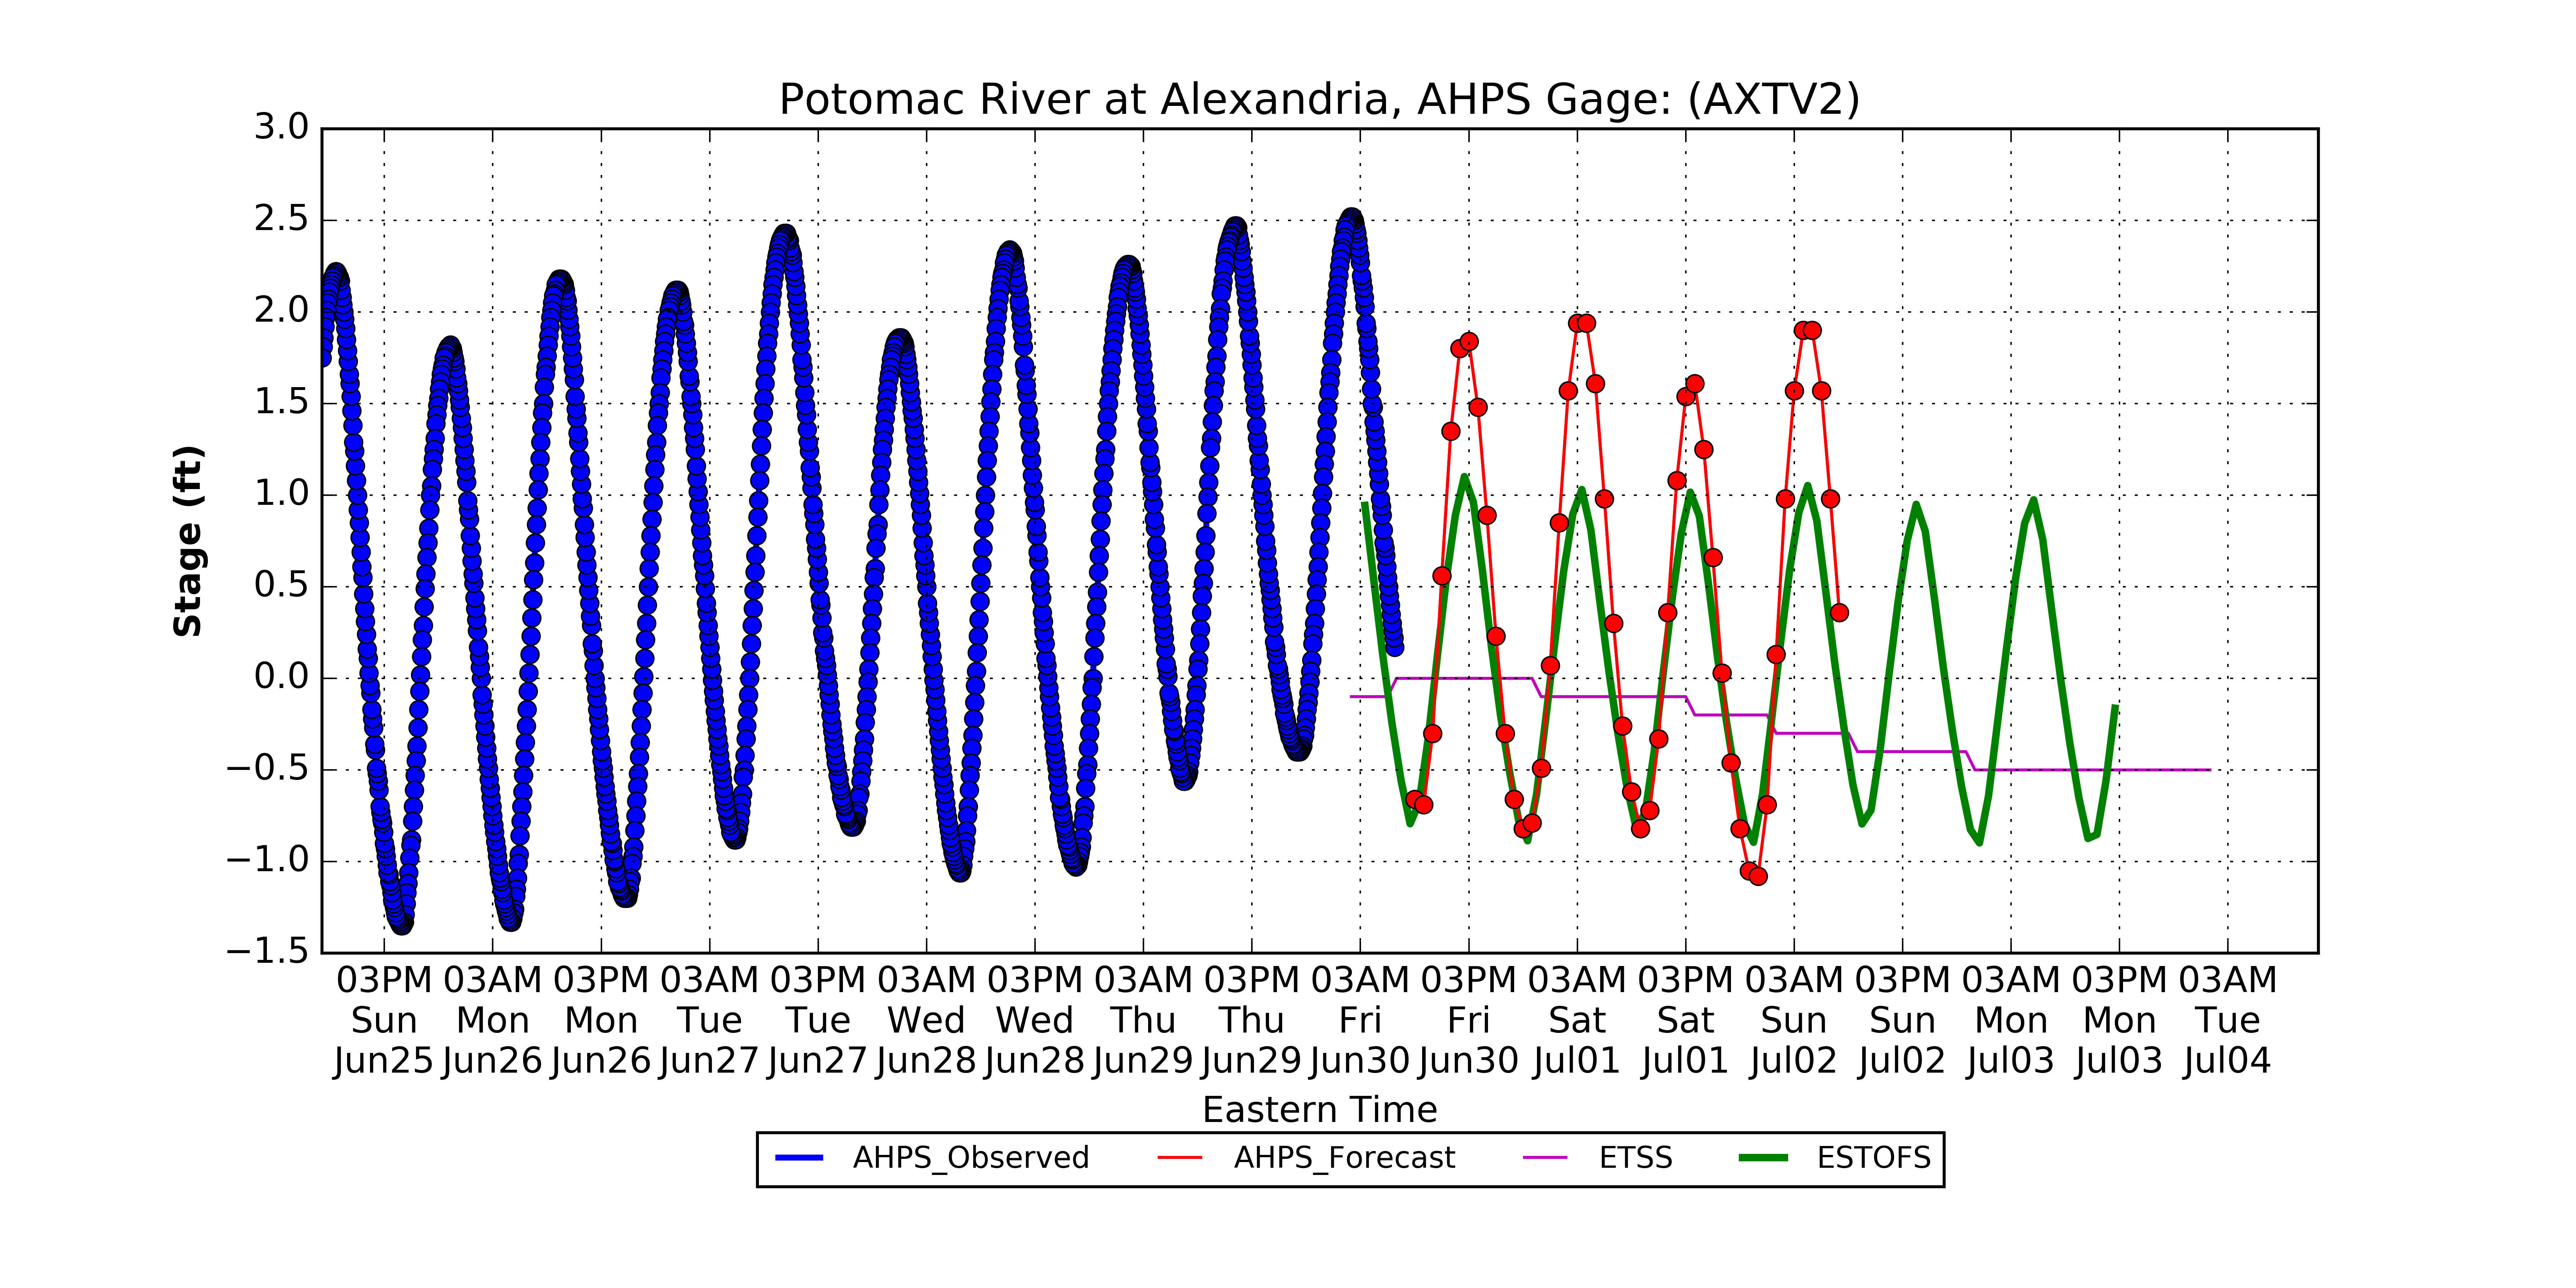 Potomac River at Alexandria, AHPS Gage: (AXTV2)
3.0
2.5
2.0
1.5
1.0
0.5
0.0
−0.5
−1.0
−1.5
Stage (ft)
03PM 03AM 03PM 03AM 03PM 03AM 03PM 03AM 03PM 03AM 03PM 03AM 03PM 03AM 03PM 03AM 03PM 03AM
Sun Mon Mon Tue Tue Wed Wed Thu Thu Fri Fri Sat Sat Sun Sun Mon Mon Tue
Jun25 Jun26 Jun26 Jun27 Jun27 Jun28 Jun28 Jun29 Jun29 Jun30 Jun30 Jul01 Jul01 Jul02 Jul02 Jul03 Jul03 Jul04
Eastern Time
AHPS_Observed AHPS_Forecast ETSS ESTOFS